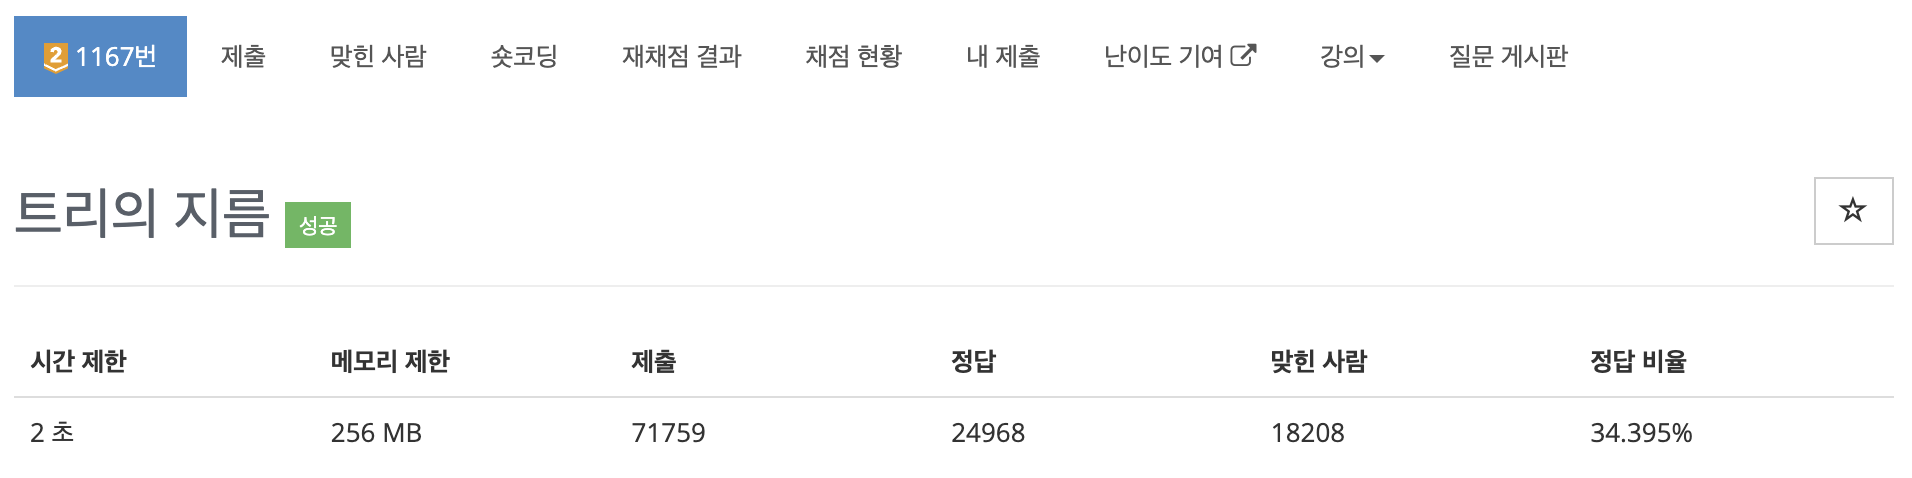 2 1167번 제출 맞힌 사람 숏코딩 재채점 결과 채점 현황 내 제출 난이도 기여 강의 질문 게시판
트리의 지름 성공
시간 제한 메모리 제한 제출 정답 맞힌 사람 정답 비율
2 초 256 MB 71759 24968 18208 34.395%